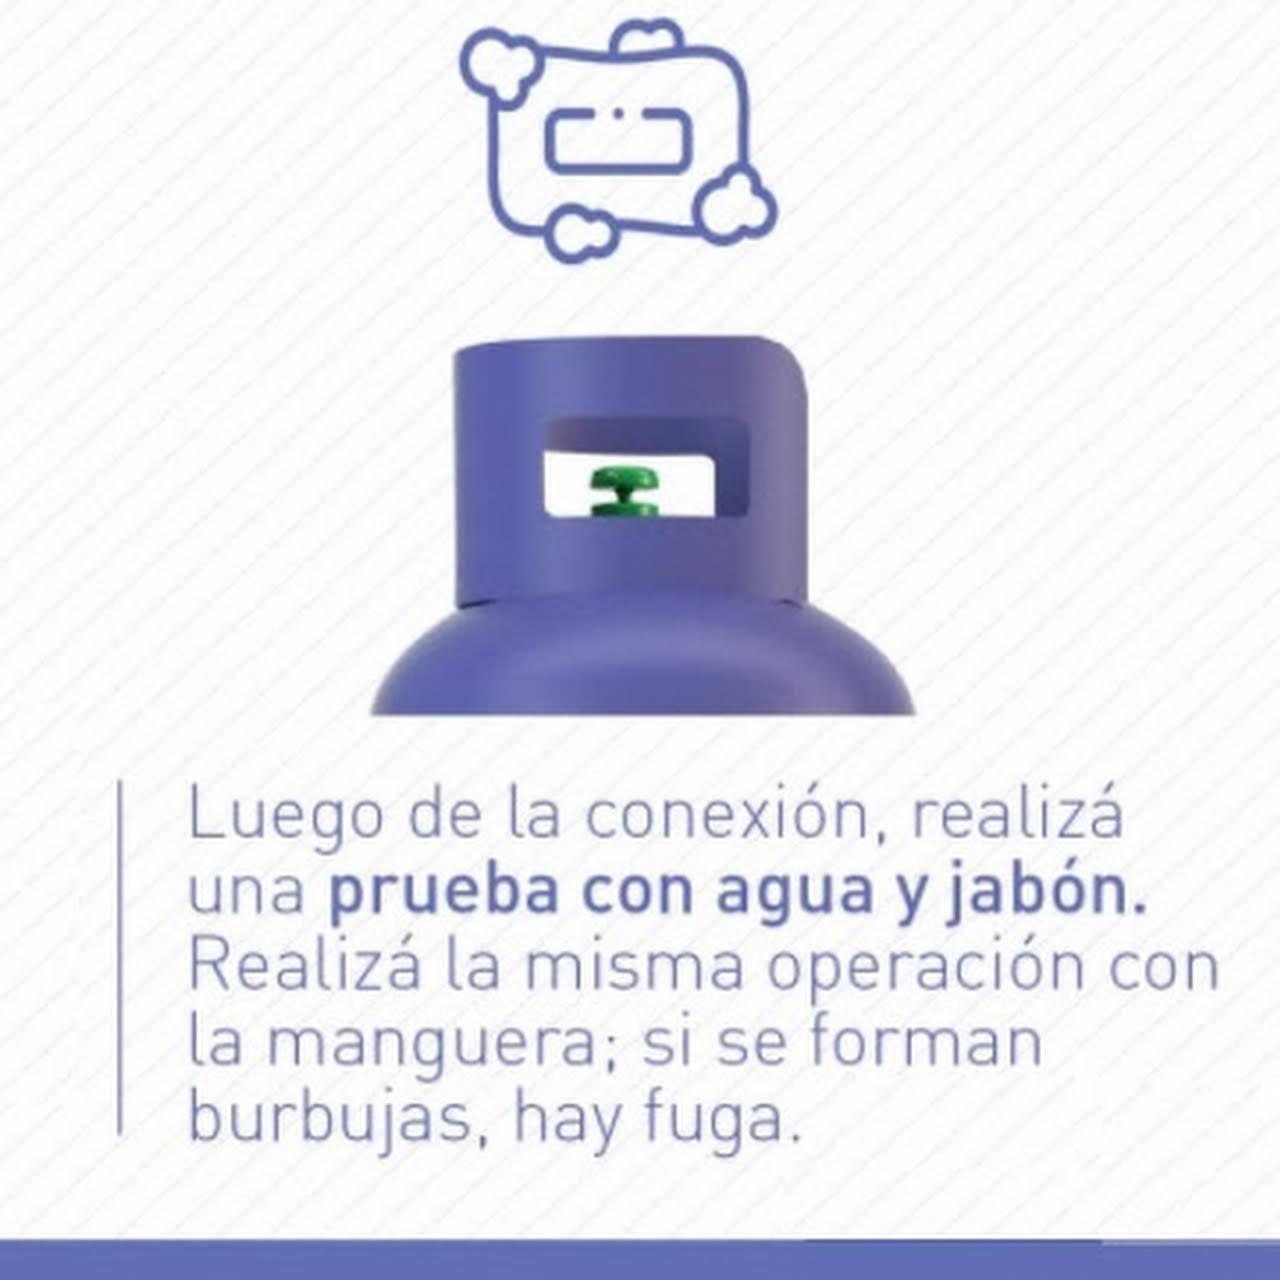 Luego de la conexión, realizá
una prueba con agua y jabón.
Realizá la misma operación con
la manguera; si se forman
burbujas, hay fuga.